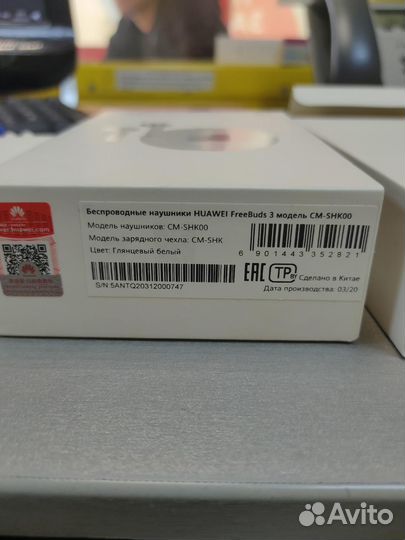 Беспроводные наушники HUAWEI FreeBuds 3 модель CM-SHK00
Модель наушников: CM-SHK00
Модель зарядного чехла: CM-SHK
Цвет: Глянцевый белый
6 901443 352821
S/N:5ANTQ20312000747
EAC
TP
Сделано в Китае
Дата производства: 03/20
Avito